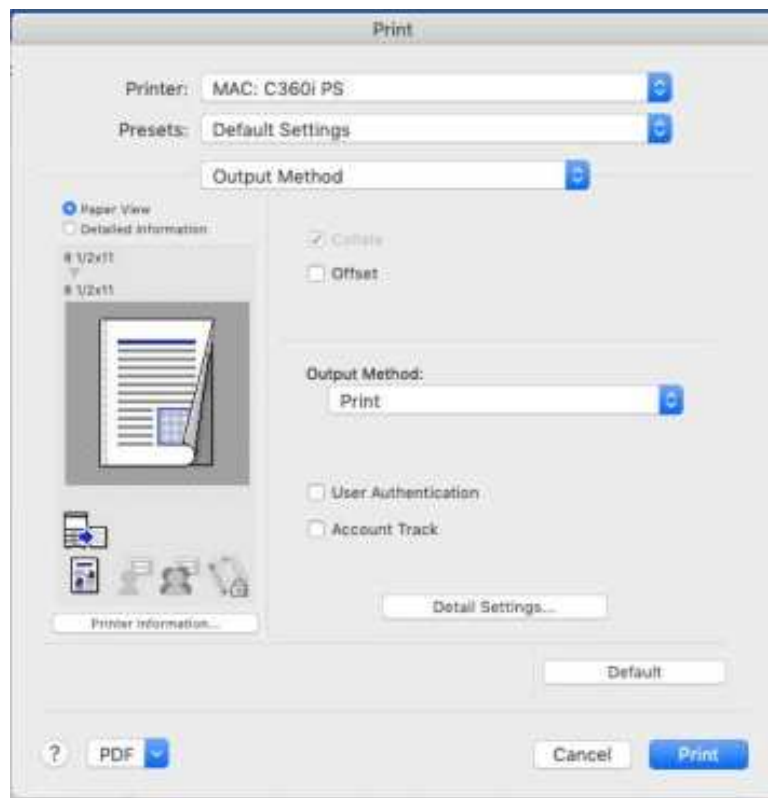 Print
Printer: MAC: C360i PS
Presets: Default Settings
Output Method
Paper View
Detailed Information
8 1/2x11
8 1/2x11
Collate
Offset
Output Method:
Print
User Authentication
Account Track
Detail Settings...
Printer Information...
Default
? PDF Cancel Print